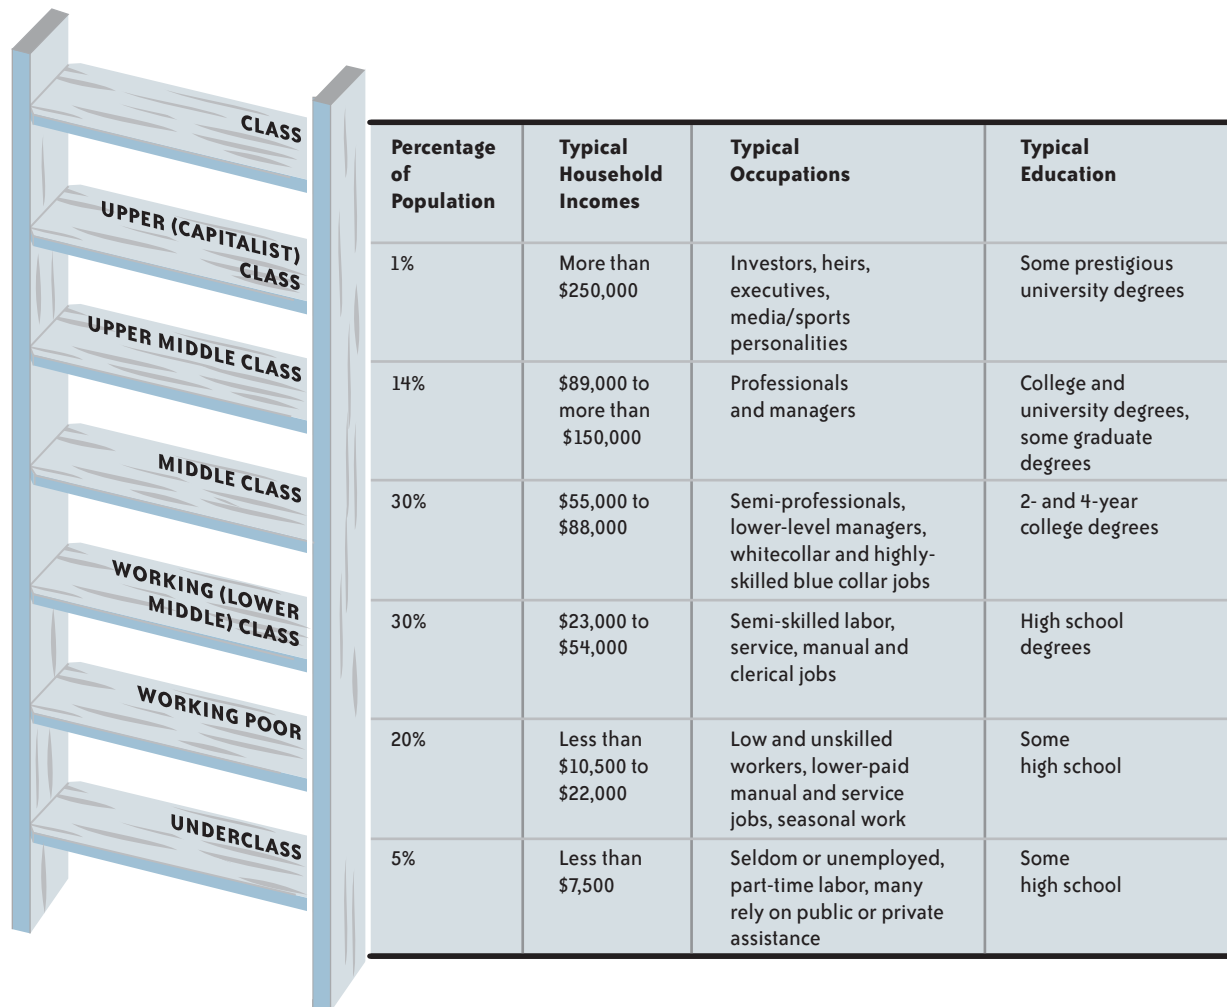 CLASS
Percentage
of
Population
Typical
Household
Incomes
Typical
Occupations
Typical
Education
UPPER (CAPITALIST)
CLASS
1%
More than
$250,000
Investors, heirs,
executives,
media/sports
personalities
Some prestigious
university degrees
UPPER MIDDLE CLASS
14%
$89,000 to
more than
$150,000
Professionals
and managers
College and
university degrees,
some graduate
degrees
MIDDLE CLASS
30%
$55,000 to
$88,000
Semi-professionals,
lower-level managers,
whitecollar and highly-
skilled blue collar jobs
2- and 4-year
college degrees
WORKING (LOWER
MIDDLE) CLASS
30%
$23,000 to
$54,000
Semi-skilled labor,
service, manual and
clerical jobs
High school
degrees
WORKING POOR
20%
Less than
$10,500 to
$22,000
Low and unskilled
workers, lower-paid
manual and service
jobs, seasonal work
Some
high school
UNDERCLASS
5%
Less than
$7,500
Seldom or unemployed,
part-time labor, many
rely on public or private
assistance
Some
high school